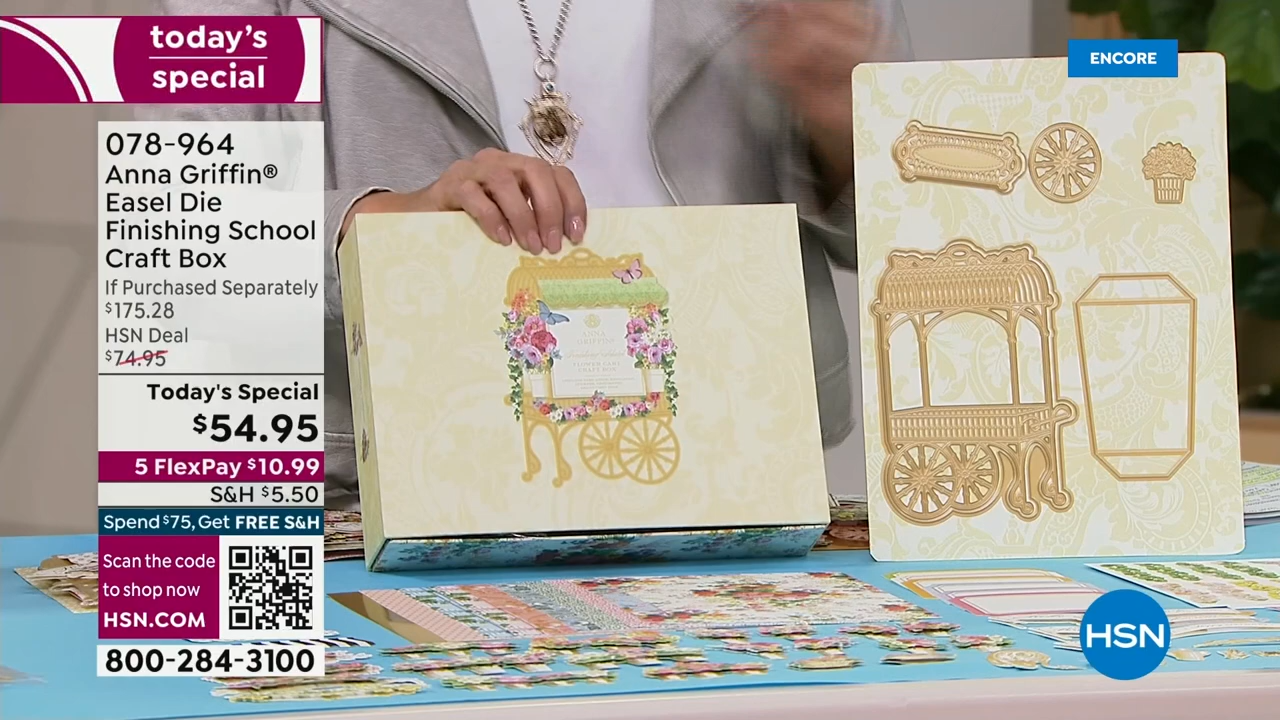 today's
special
078-964
Anna Griffin®
Easel Die
Finishing School
Craft Box
If Purchased Separately
$175.28
HSN Deal
$74.95
Today's Special
$54.95
5 FlexPay $10.99
S&H $5.50
Spend $75, Get FREE S&H
Scan the code
to shop now
HSN.COM
800-284-3100
ENCORE
ANNA
GRIFFIN
FLOWER CART
CRAFT BOX
HSN